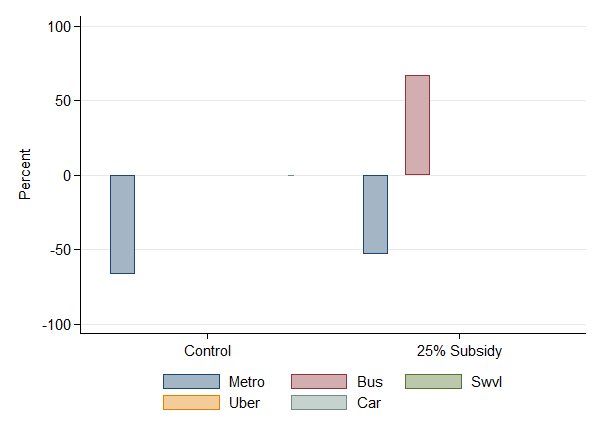 100
50
0
-50
-100
Percent
Control 25% Subsidy
Metro Bus Swvl
Uber Car